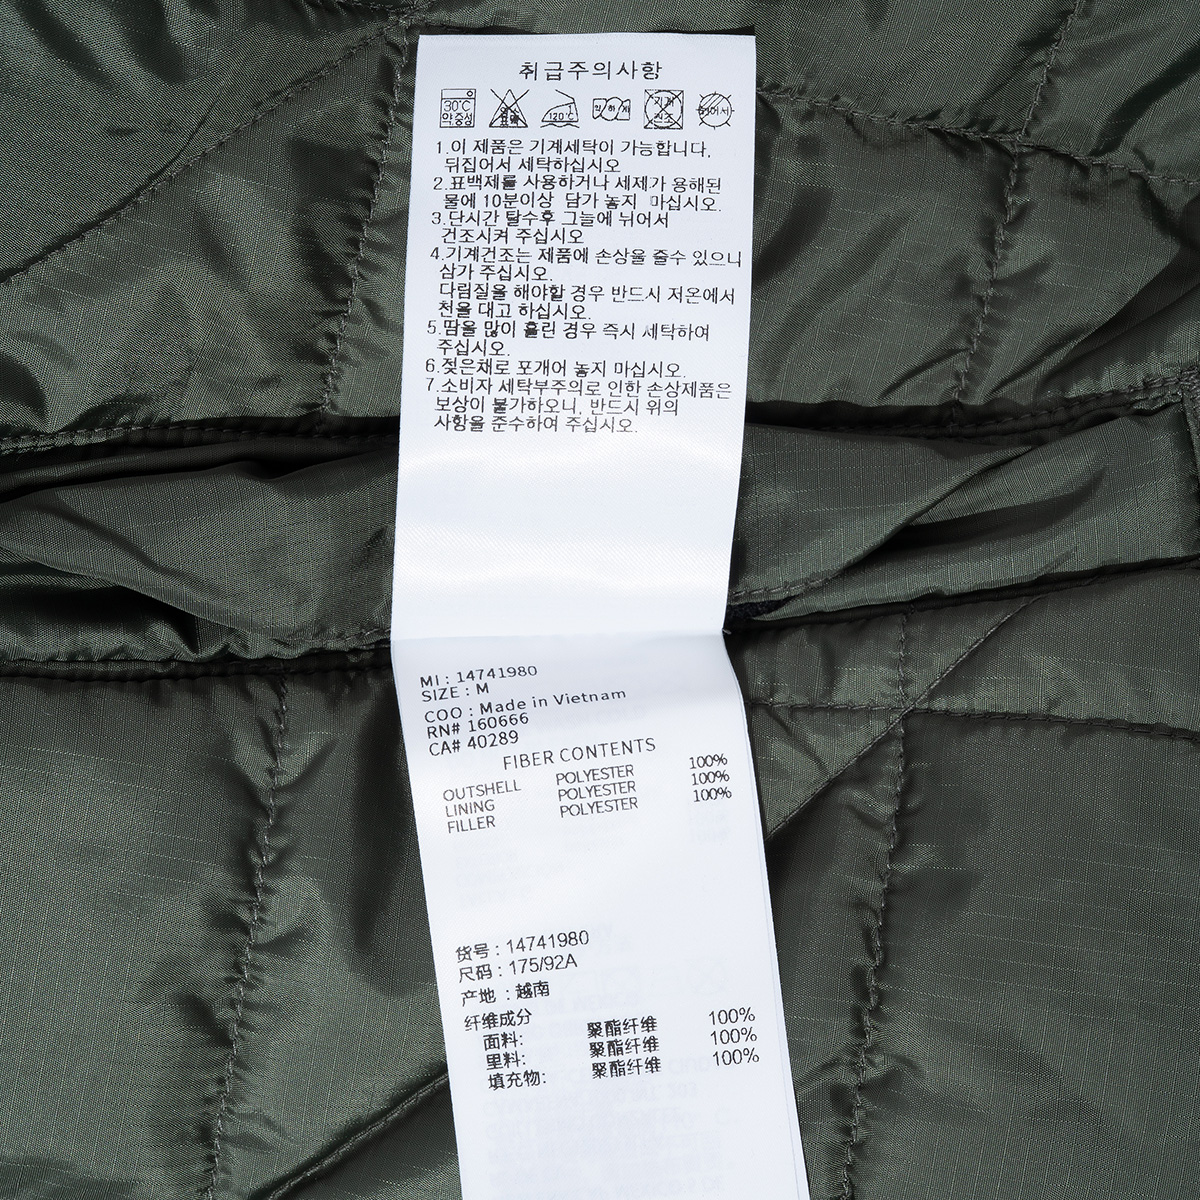 취급주의사항
30℃
약 중성
염소
표백
120℃
약하게
기계
건조
뉘어서
1.이 제품은 기계세탁이 가능합니다.
뒤집어서 세탁하십시오
2.표백제를 사용하거나 세제가 용해된
물에 10분이상 담가 놓지 마십시오.
3.단시간 탈수후 그늘에 뉘어서
건조시켜 주십시오
4.기계건조는 제품에 손상을 줄수 있으니
삼가 주십시오.
다림질을 해야할 경우 반드시 저온에서
천을 대고 하십시오.
5.땀을 많이 흘린 경우 즉시 세탁하여
주십시오.
6.젖은채로 포개어 놓지 마십시오.
7.소비자 세탁부주의로 인한 손상제품은
보상이 불가하오니, 반드시 위의
사항을 준수하여 주십시오.
MI : 14741980
SIZE : M
COO : Made in Vietnam
RN# 160666
CA# 40289
FIBER CONTENTS
OUTSHELL POLYESTER 100%
LINING POLYESTER 100%
FILLER POLYESTER 100%
货号 : 14741980
尺码 : 175/92A
产地 : 越南
纤维成分
面料: 聚酯纤维 100%
里料: 聚酯纤维 100%
填充物: 聚酯纤维 100%